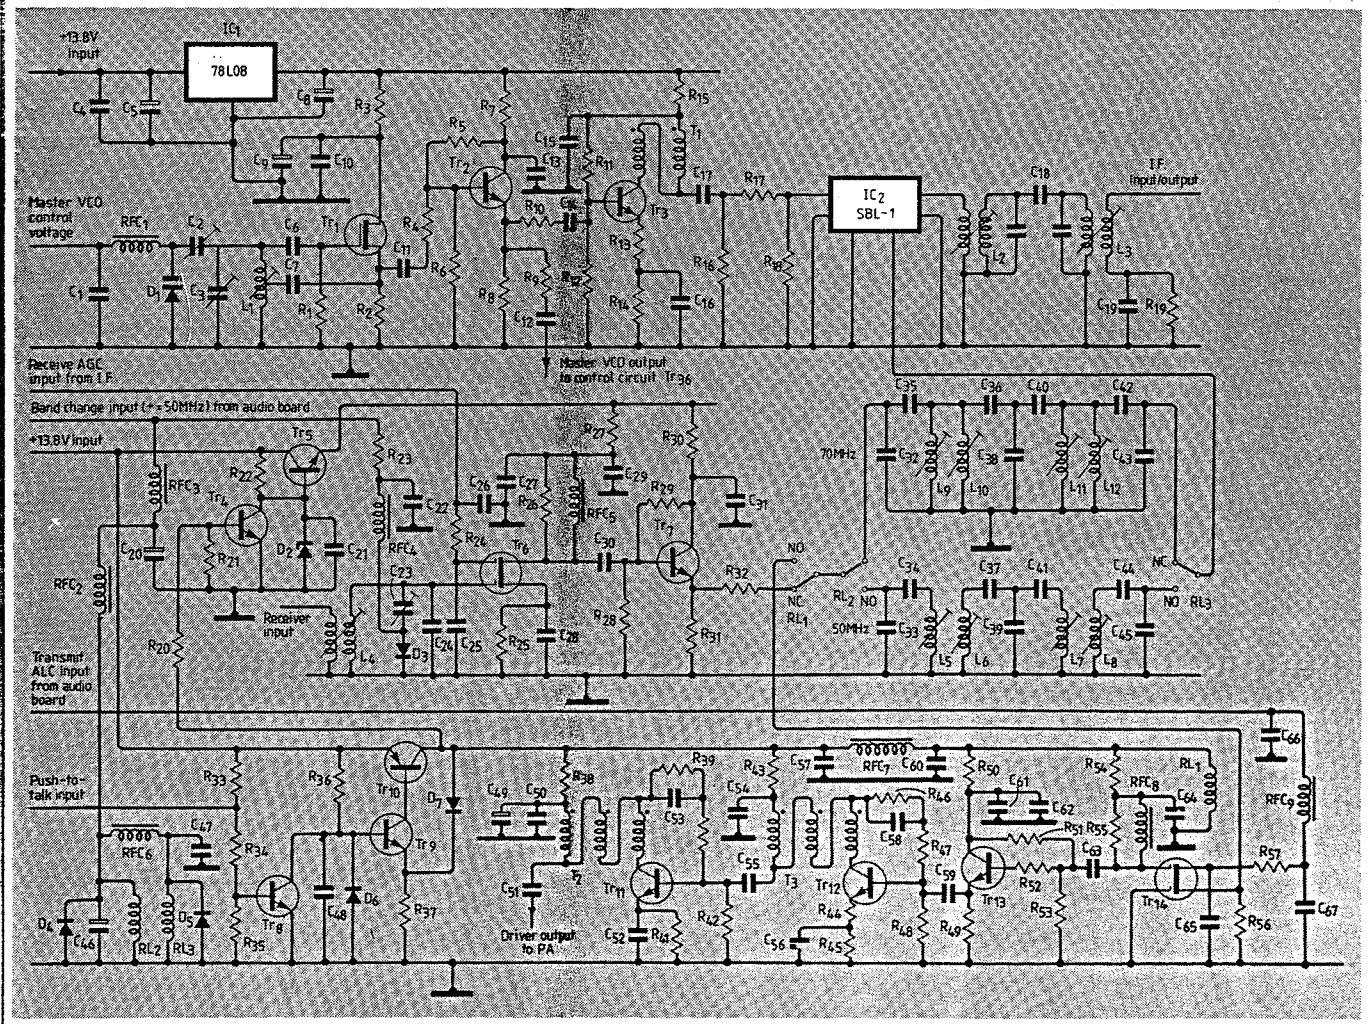 +13.8V
input
IC1
78L08
C4
C5
C8
R3
R7
R15
R5
C9
C10
Tr2
C13
C15
R11
T1
C17
R17
IC2
SBL-1
C18
I.F.
input/output
Master VCO
control
voltage
RFC1
C2
C6
Tr1
R4
C11
R10
C14
Tr3
R13
C1
D1
C3
L1
C7
R1
R2
R6
R8
R9
C12
R12
R14
C16
R16
R18
L2
L3
C19
R19
Receive AGC
input from I.F.
Master VCO output
to control circuit Tr36
Band change input (+=50MHz) from audio board
+13.8V input
Tr5
R22
RFC3
Tr4
R23
C22
C26
C27
R26
R27
C29
R30
R29
C31
C20
R21
D2
C21
RFC4
R24
Tr6
RFC5
C30
Tr7
RFC2
C23
R32
NO
NC
RL1
RL2
NO
R20
Receiver
input
L4
D3
C24
C25
R25
C28
R28
R31
C35
C36
C40
C42
70MHz
C32
L9
L10
C38
L11
L12
C43
C34
C37
C41
C44
NC
NO
RL3
50MHz
C33
L5
L6
C39
L7
L8
C45
Transmit
ALC input
from audio
board
C66
Push-to-
talk input
R33
R36
Tr10
D7
C49
C50
R38
R39
C53
C54
R43
C57
RFC7
C60
R46
C58
R50
C61
C62
R54
RFC8
C64
RL1
RFC9
RFC6
C47
R34
Tr9
R51
R55
R47
C63
R57
D4
C46
RL2
RL3
D5
Tr8
R35
C48
D6
R37
C51
T2
Tr11
C55
T3
Tr12
C59
Tr13
R52
Tr14
Driver output
to PA
C52
R41
R42
C56
R44
R45
R48
R49
R53
C65
R56
C67